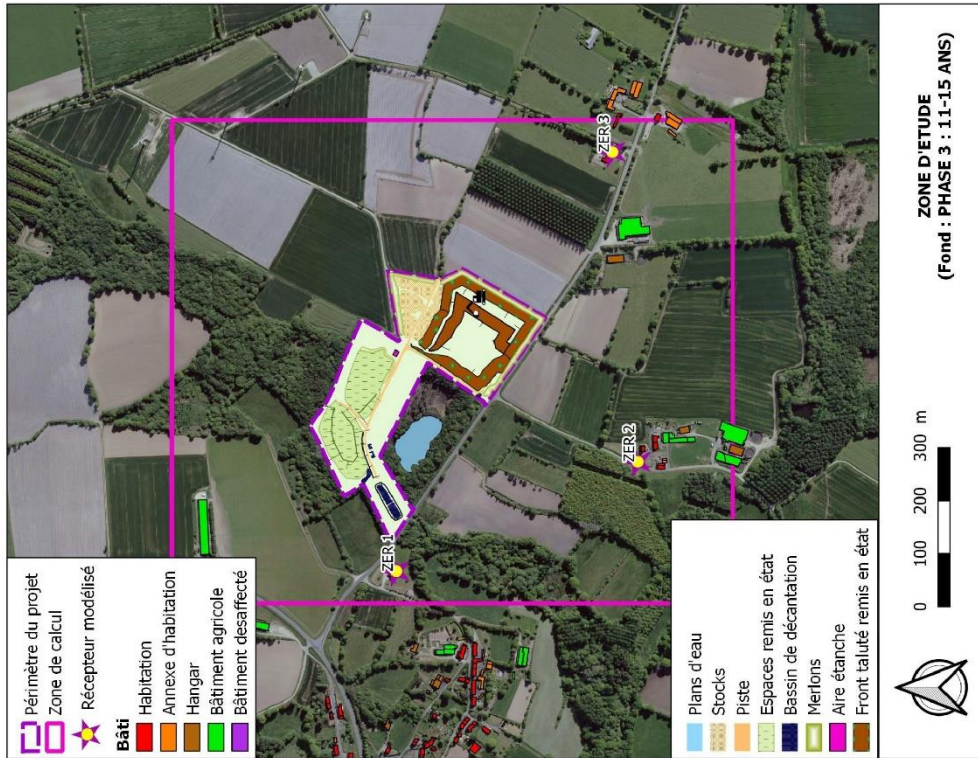 Périmètre du projet
Zone de calcul
Récepteur modélisé
Bâti
Habitation
Annexe d'habitation
Hangar
Bâtiment agricole
Bâtiment desaffecté
ZER 1
ZER 2
ZER 3
Plans d'eau
Stocks
Piste
Espaces remis en état
Bassin de décantation
Merlons
Aire étanche
Front taluté remis en état
0 100 200 300 m
ZONE D'ETUDE
(Fond : PHASE 3 : 11-15 ANS)